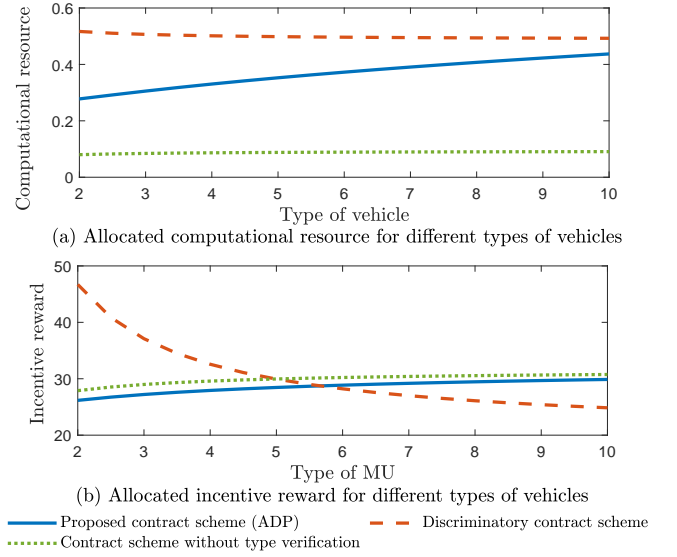 0.6
0.4
0.2
0
Computational resource
2 3 4 5 6 7 8 9 10
Type of vehicle
(a) Allocated computational resource for different types of vehicles
50
40
30
20
Incentive reward
2 3 4 5 6 7 8 9 10
Type of MU
(b) Allocated incentive reward for different types of vehicles
Proposed contract scheme (ADP) Discriminatory contract scheme
Contract scheme without type verification